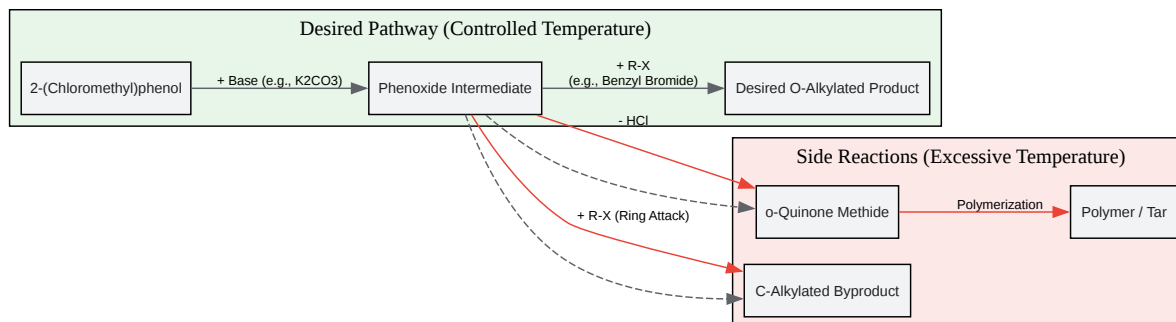 Desired Pathway (Controlled Temperature)
2-(Chloromethyl)phenol
+ Base (e.g., K2CO3)
Phenoxide Intermediate
+ R-X
(e.g., Benzyl Bromide)
Desired O-Alkylated Product
- HCl
Side Reactions (Excessive Temperature)
+ R-X (Ring Attack)
o-Quinone Methide
Polymerization
Polymer / Tar
C-Alkylated Byproduct